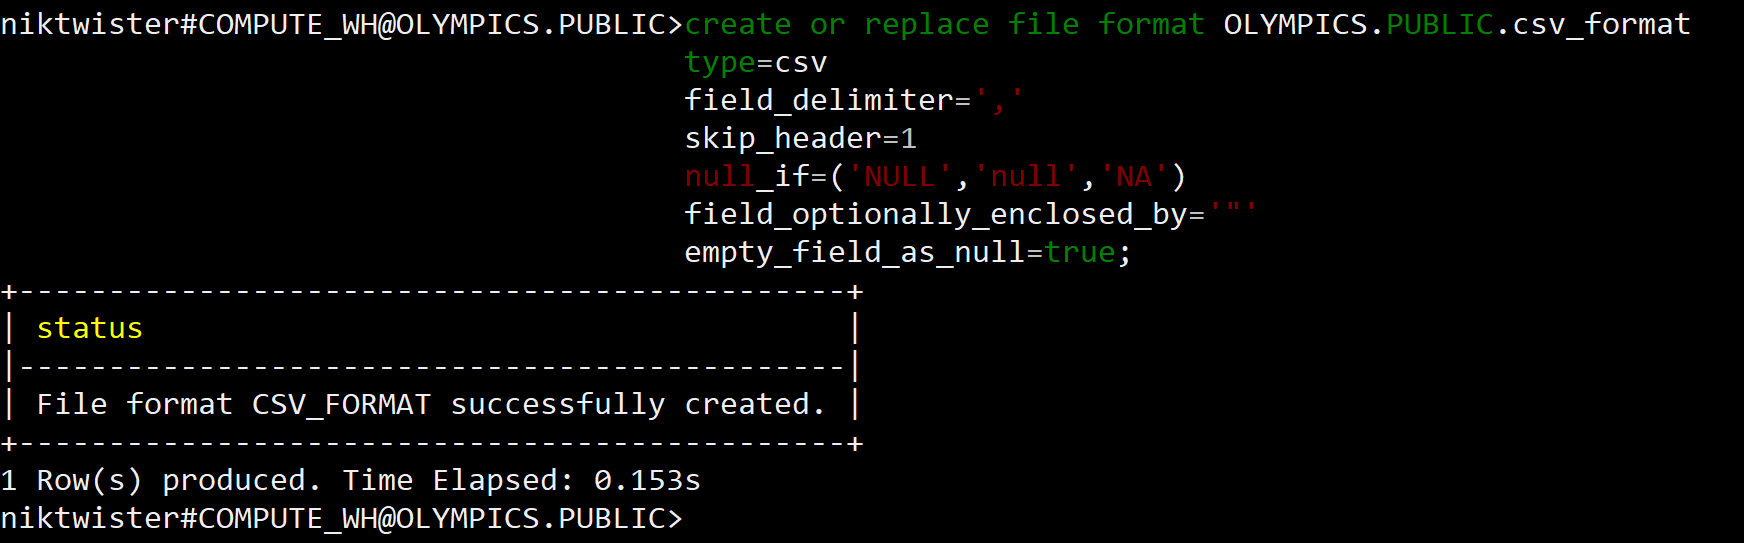 niktwister#COMPUTE_WH@OLYMPICS.PUBLIC>create or replace file format OLYMPICS.PUBLIC.csv_format
type=csv
field_delimiter=','
skip_header=1
null_if=('NULL','null','NA')
field_optionally_enclosed_by='"'
empty_field_as_null=true;
+----------------------------------------------+
| status                                       |
|----------------------------------------------|
| File format CSV_FORMAT successfully created. |
+----------------------------------------------+
1 Row(s) produced. Time Elapsed: 0.153s
niktwister#COMPUTE_WH@OLYMPICS.PUBLIC>